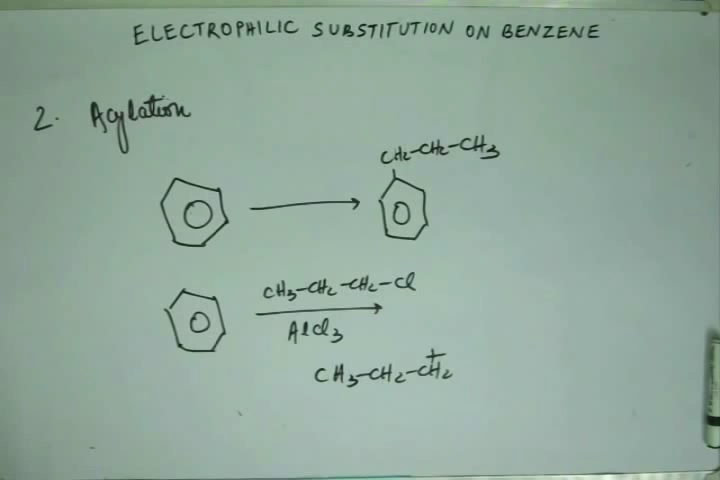 ELECTROPHILIC SUBSTITUTION ON BENZENE
2. Acylation
CH2-CH2-CH3
CH3-CH2-CH2-Cl
AlCl3
CH3-CH2-CH2
+